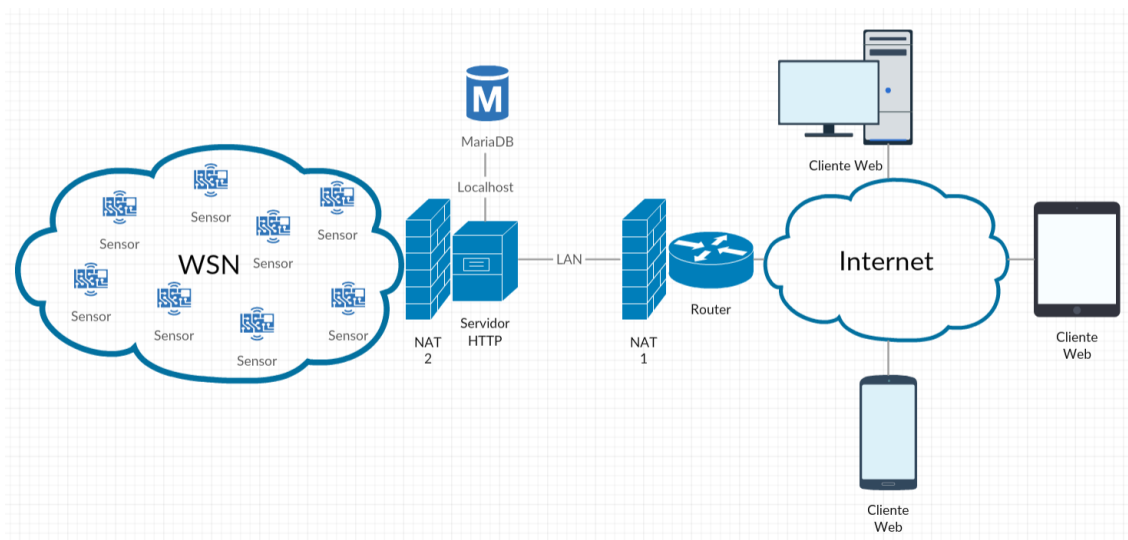 M
MariaDB
Localhost
WSN
Sensor
Sensor
Sensor
Sensor
Sensor
Sensor
Sensor
Sensor
NAT
2
Servidor
HTTP
LAN
NAT
1
Router
Internet
Cliente Web
Cliente
Web
Cliente
Web